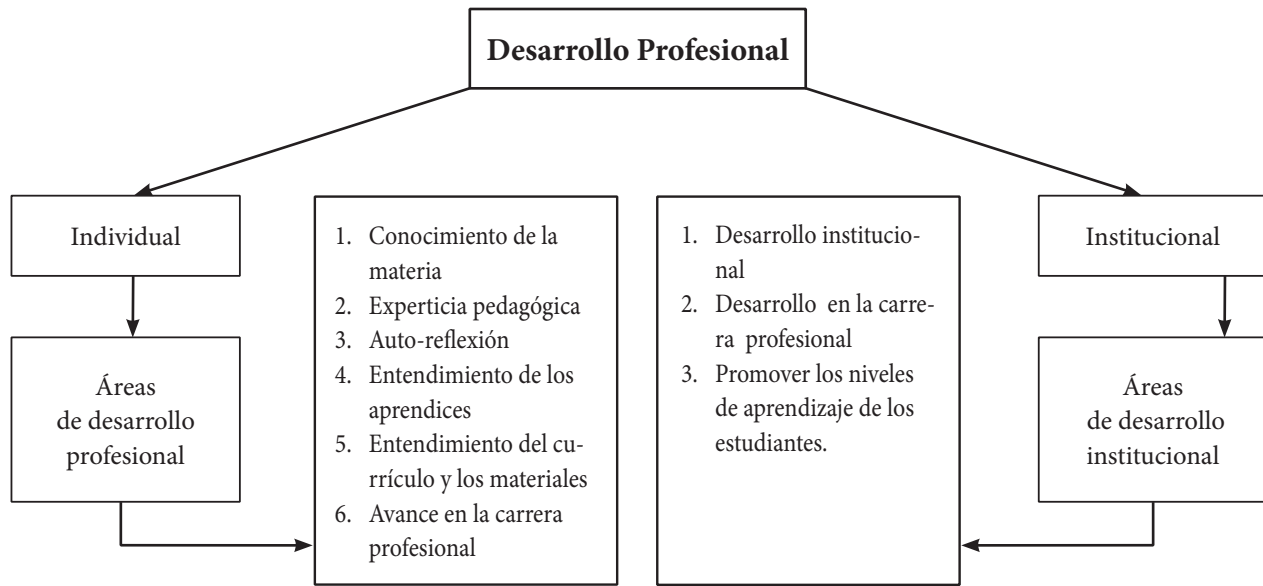 Desarrollo Profesional
Individual
Áreas
de desarrollo
profesional
1. Conocimiento de la
materia
2. Experticia pedagógica
3. Auto-reflexión
4. Entendimiento de los
aprendices
5. Entendimiento del cu-
rrículo y los materiales
6. Avance en la carrera
profesional
1. Desarrollo institucio-
nal
2. Desarrollo en la carre-
ra profesional
3. Promover los niveles
de aprendizaje de los
estudiantes.
Institucional
Áreas
de desarrollo
institucional